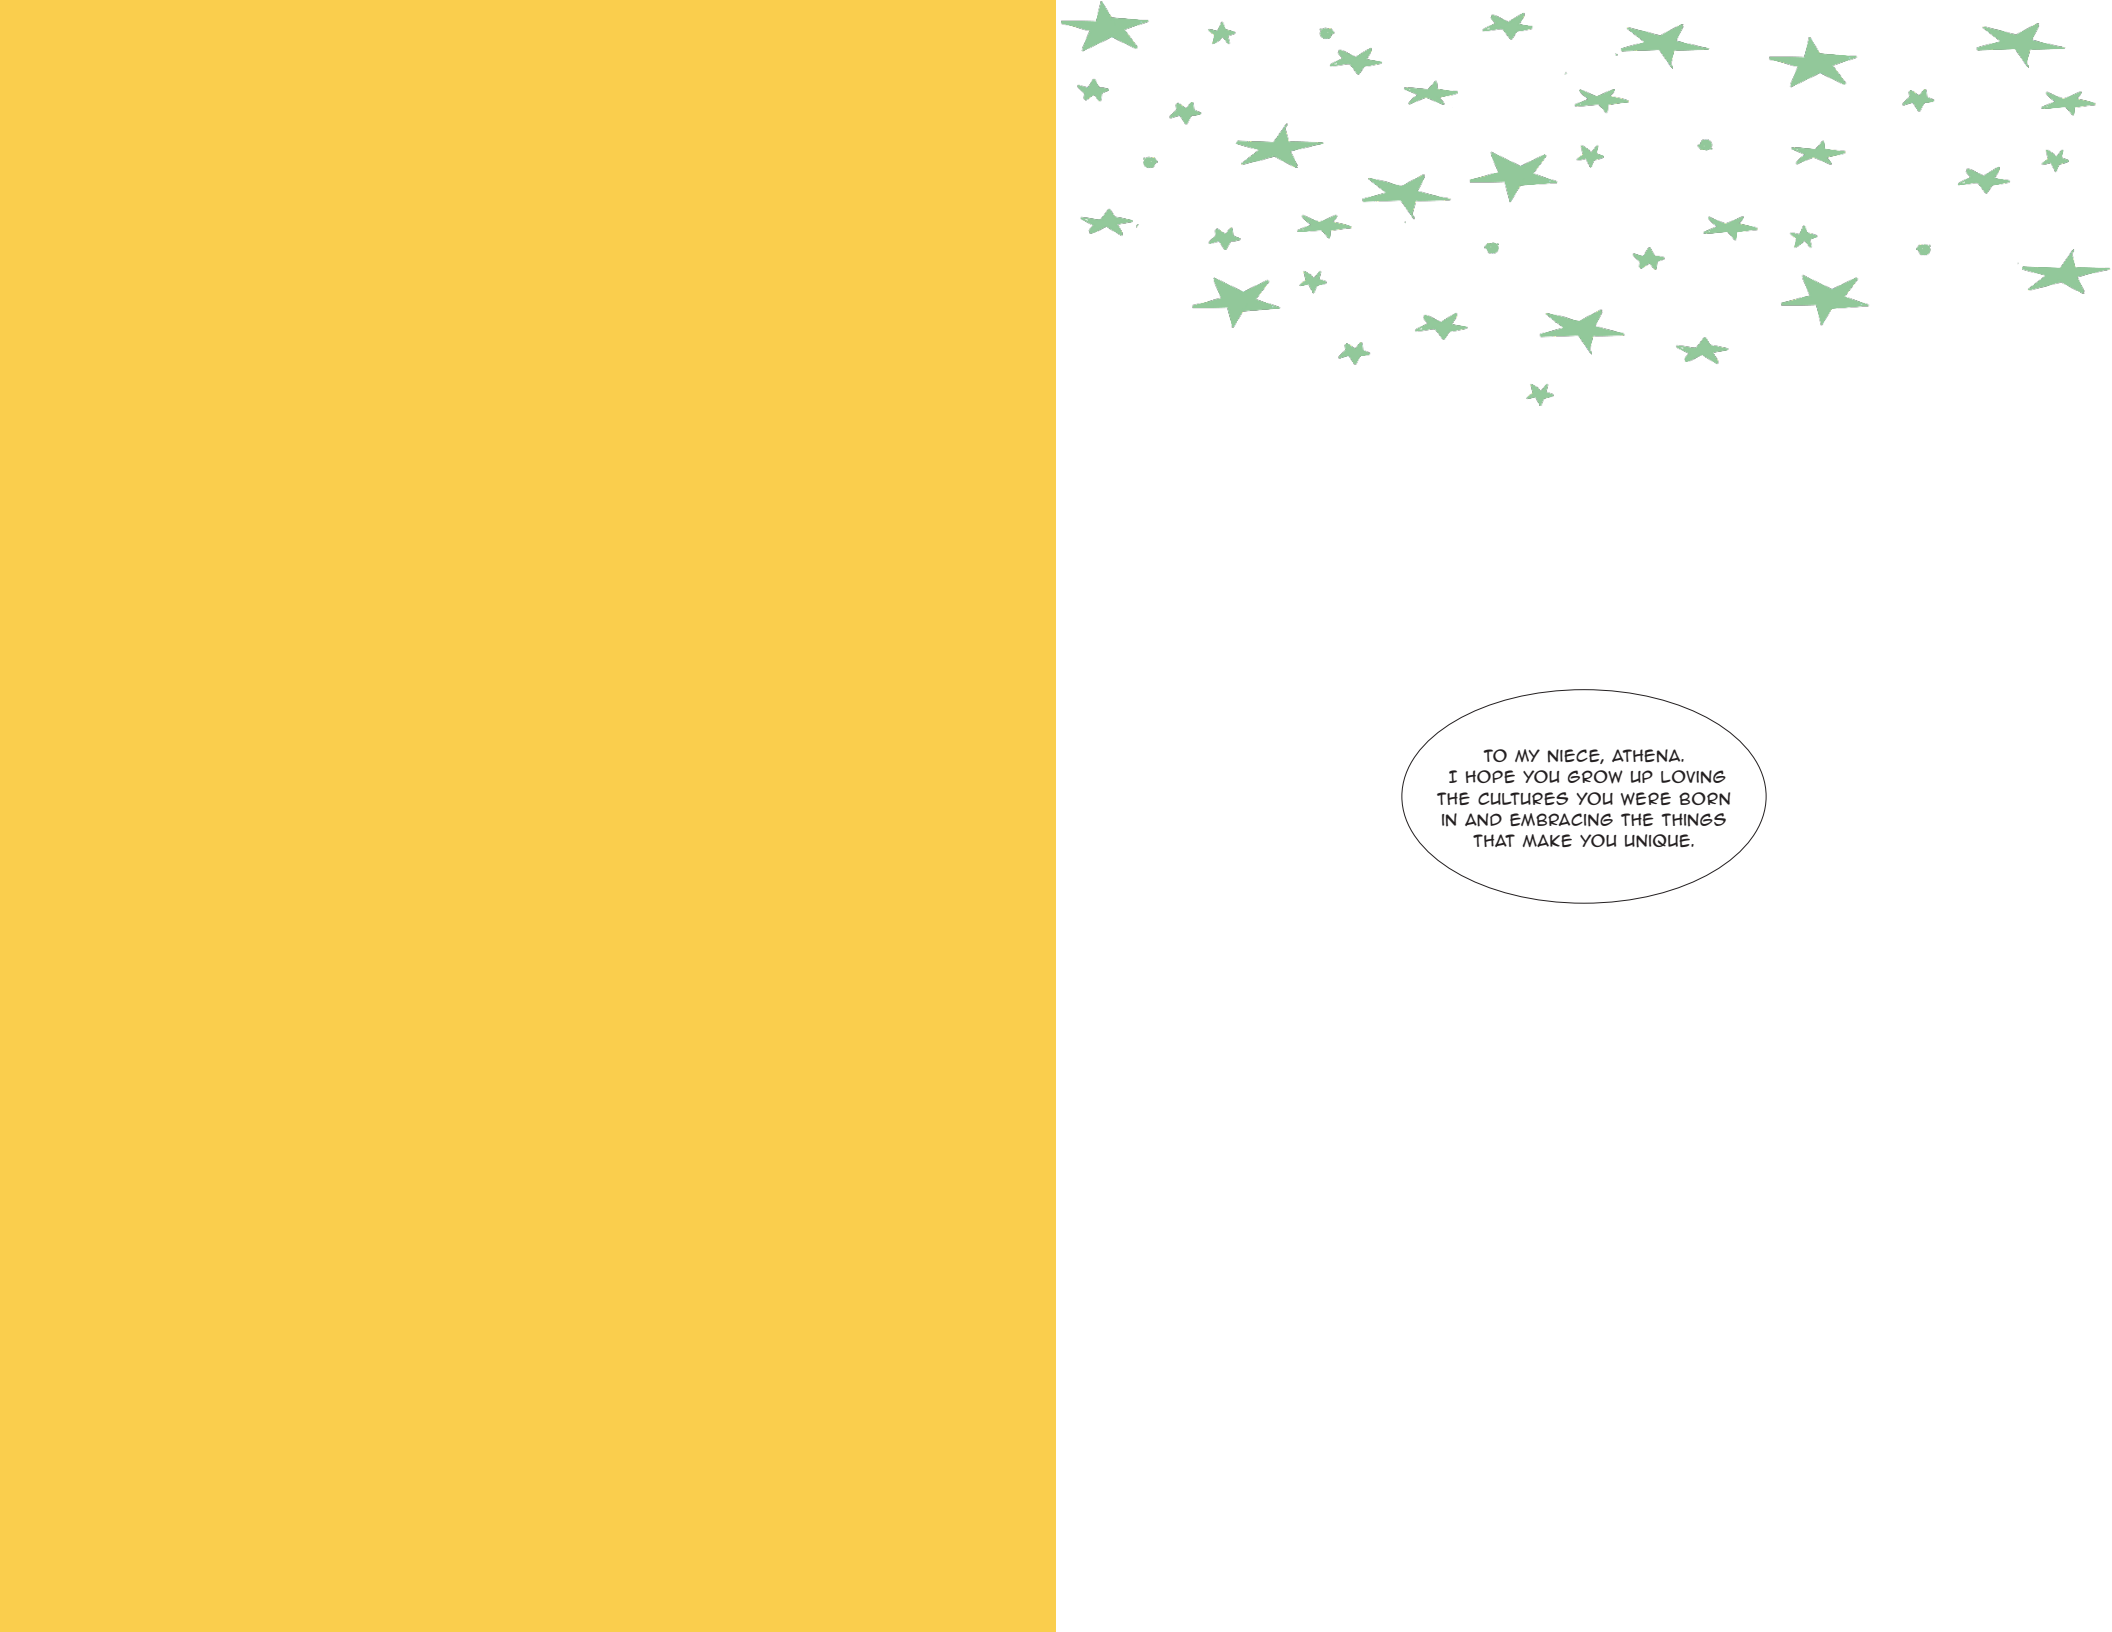 TO MY NIECE, ATHENA.
I HOPE YOU GROW UP LOVING
THE CULTURES YOU WERE BORN
IN AND EMBRACING THE THINGS
THAT MAKE YOU UNIQUE.